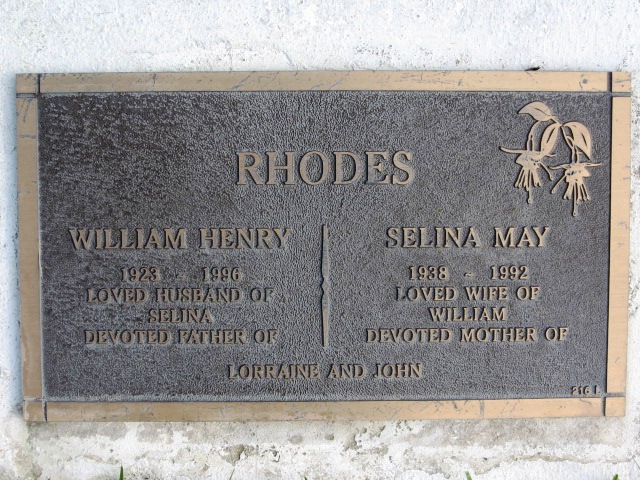 RHODES
WILLIAM HENRY
1923 - 1996
LOVED HUSBAND OF
SELINA
DEVOTED FATHER OF
SELINA MAY
1938 - 1992
LOVED WIFE OF
WILLIAM
DEVOTED MOTHER OF
LORRAINE AND JOHN